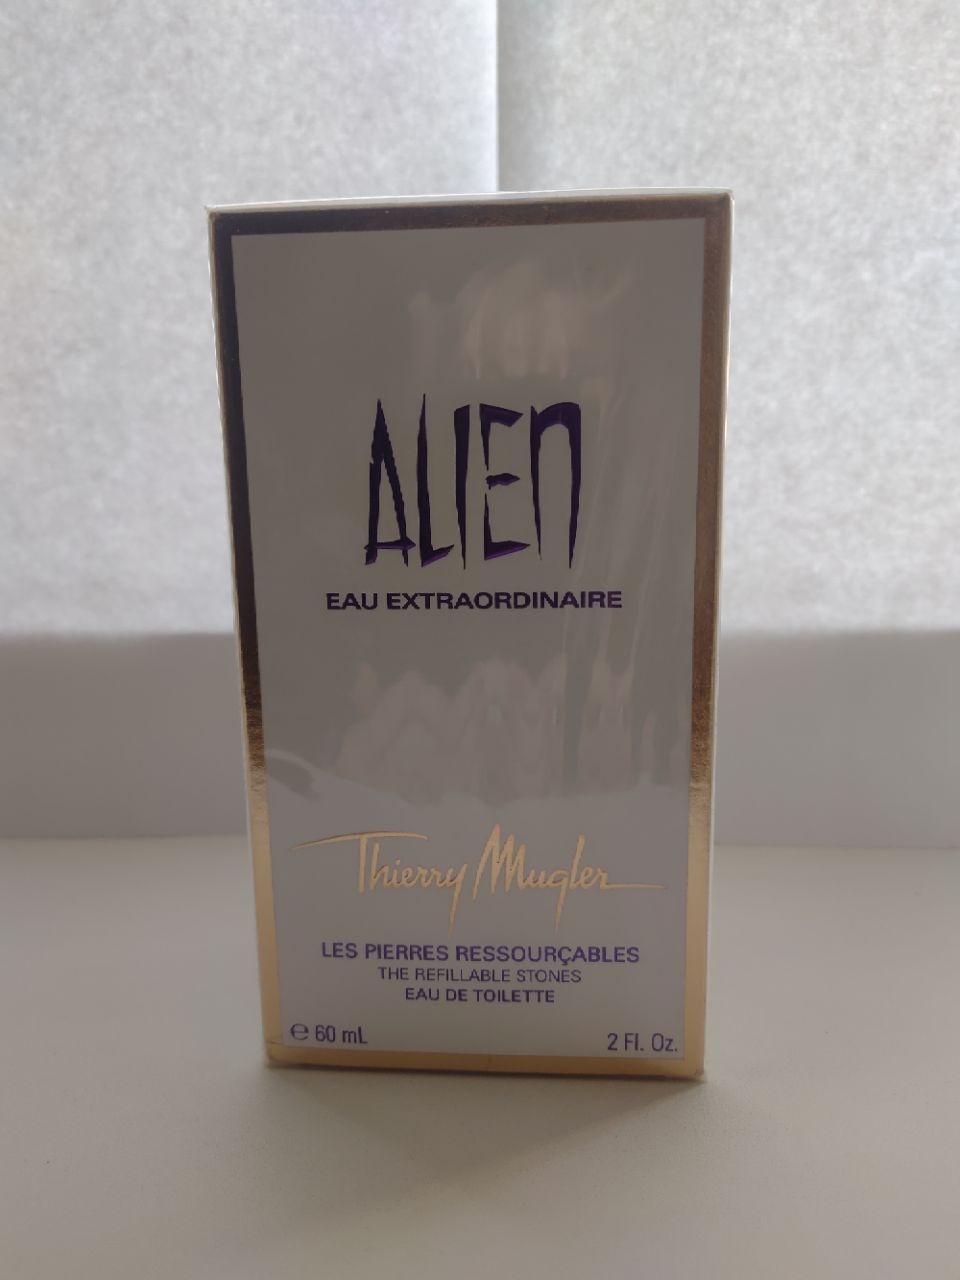 ALIEN
EAU EXTRAORDINAIRE
Thierry Mugler
LES PIERRES RESSOURÇABLES
THE REFILLABLE STONES
EAU DE TOILETTE
℮ 60 mL 2 Fl. Oz.